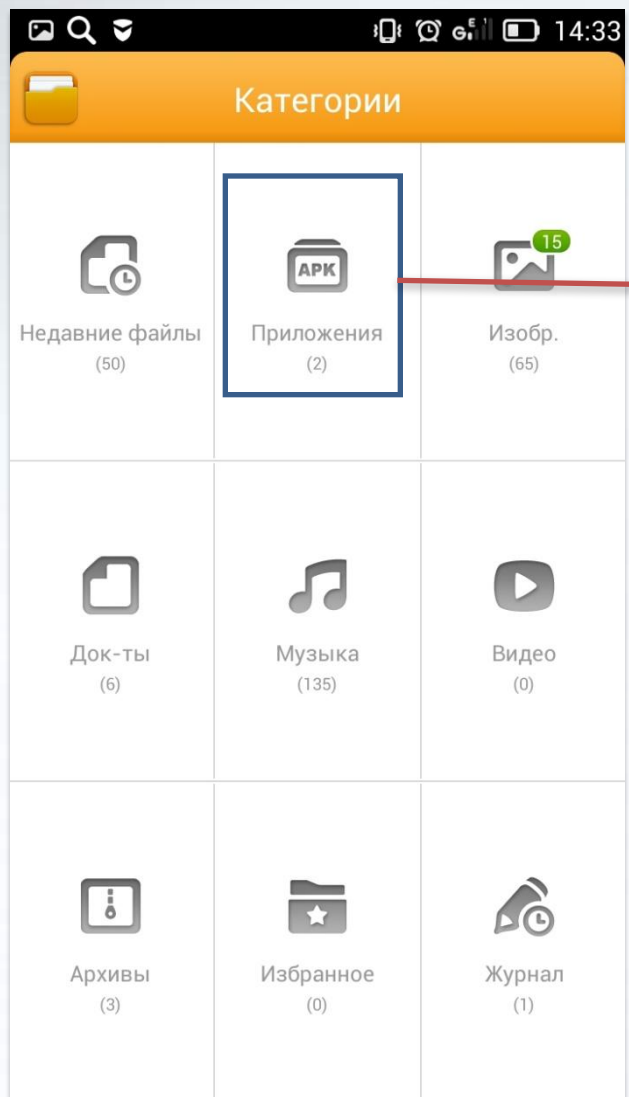 14:33
Категории
15
APK
Недавние файлы
(50)
Приложения
(2)
Изобр.
(65)
Док-ты
(6)
Музыка
(135)
Видео
(0)
Архивы
(3)
Избранное
(0)
Журнал
(1)